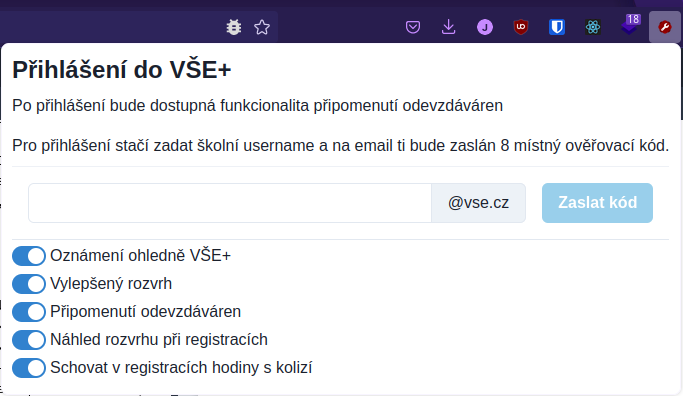 18
J
Přihlášení do VŠE+
Po přihlášení bude dostupná funkcionalita připomenutí odevzdáváren
Pro přihlášení stačí zadat školní username a na email ti bude zaslán 8 místný ověřovací kód.
@vse.cz Zaslat kód
Oznámení ohledně VŠE+
Vylepšený rozvrh
Připomenutí odevzdáváren
Náhled rozvrhu při registracích
Schovat v registracích hodiny s kolizí